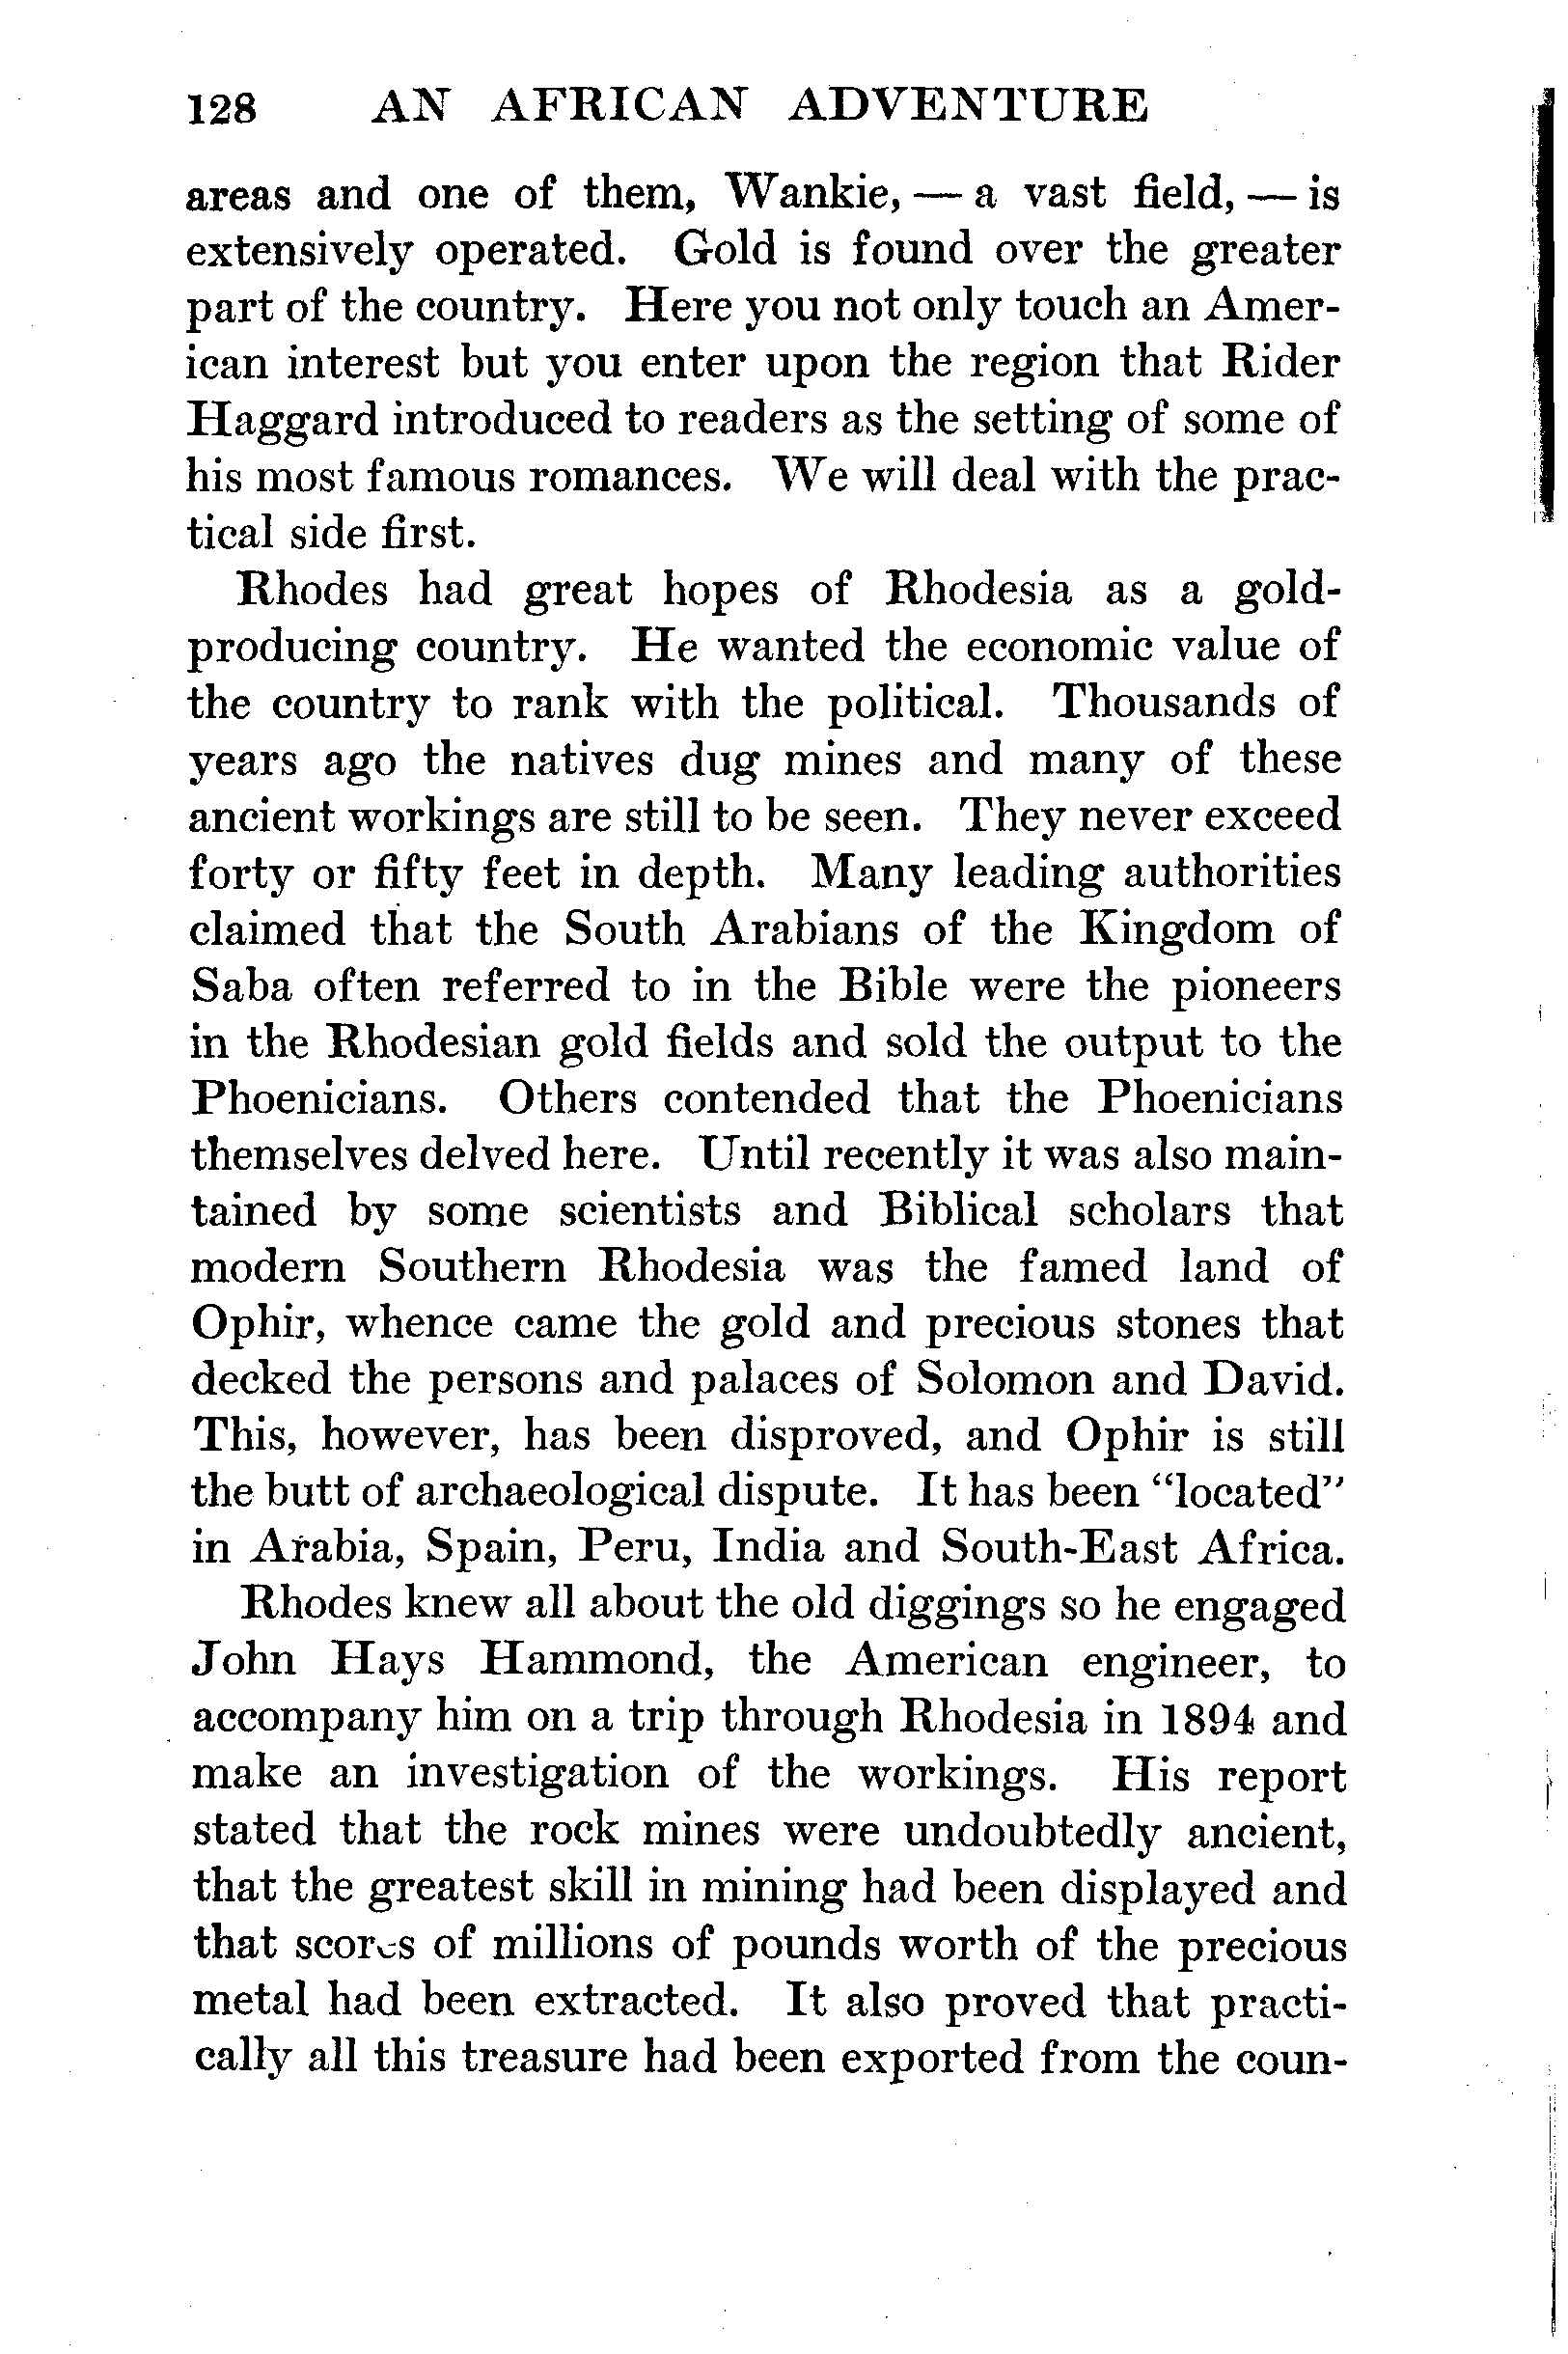 128 AN AFRICAN ADVENTURE
areas and one of them, Wankie, — a vast field, — is
extensively operated. Gold is found over the greater
part of the country. Here you not only touch an Amer-
ican interest but you enter upon the region that Rider
Haggard introduced to readers as the setting of some of
his most famous romances. We will deal with the prac-
tical side first.
Rhodes had great hopes of Rhodesia as a gold-
producing country. He wanted the economic value of
the country to rank with the political. Thousands of
years ago the natives dug mines and many of these
ancient workings are still to be seen. They never exceed
forty or fifty feet in depth. Many leading authorities
claimed that the South Arabians of the Kingdom of
Saba often referred to in the Bible were the pioneers
in the Rhodesian gold fields and sold the output to the
Phoenicians. Others contended that the Phoenicians
themselves delved here. Until recently it was also main-
tained by some scientists and Biblical scholars that
modern Southern Rhodesia was the famed land of
Ophir, whence came the gold and precious stones that
decked the persons and palaces of Solomon and David.
This, however, has been disproved, and Ophir is still
the butt of archaeological dispute. It has been "located"
in Arabia, Spain, Peru, India and South-East Africa.
Rhodes knew all about the old diggings so he engaged
John Hays Hammond, the American engineer, to
accompany him on a trip through Rhodesia in 1894 and
make an investigation of the workings. His report
stated that the rock mines were undoubtedly ancient,
that the greatest skill in mining had been displayed and
that scores of millions of pounds worth of the precious
metal had been extracted. It also proved that practi-
cally all this treasure had been exported from the coun-